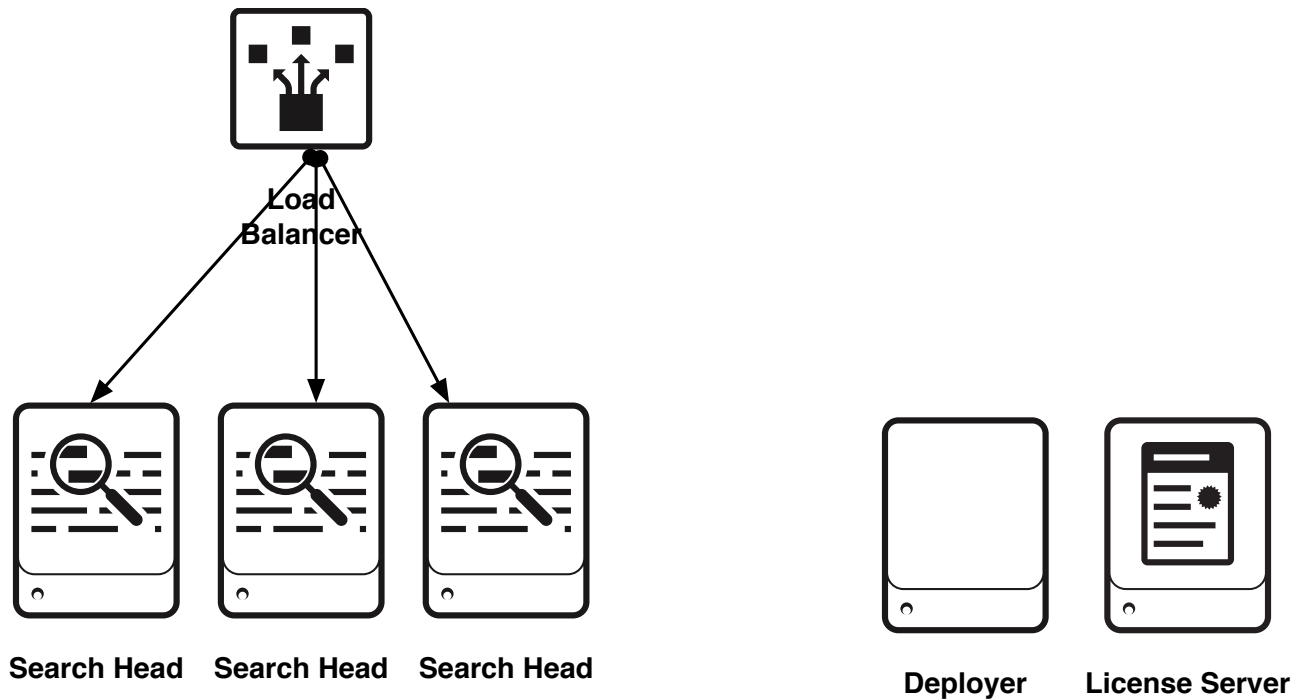 Load
Balancer
Search Head
Search Head
Search Head
Deployer
License Server